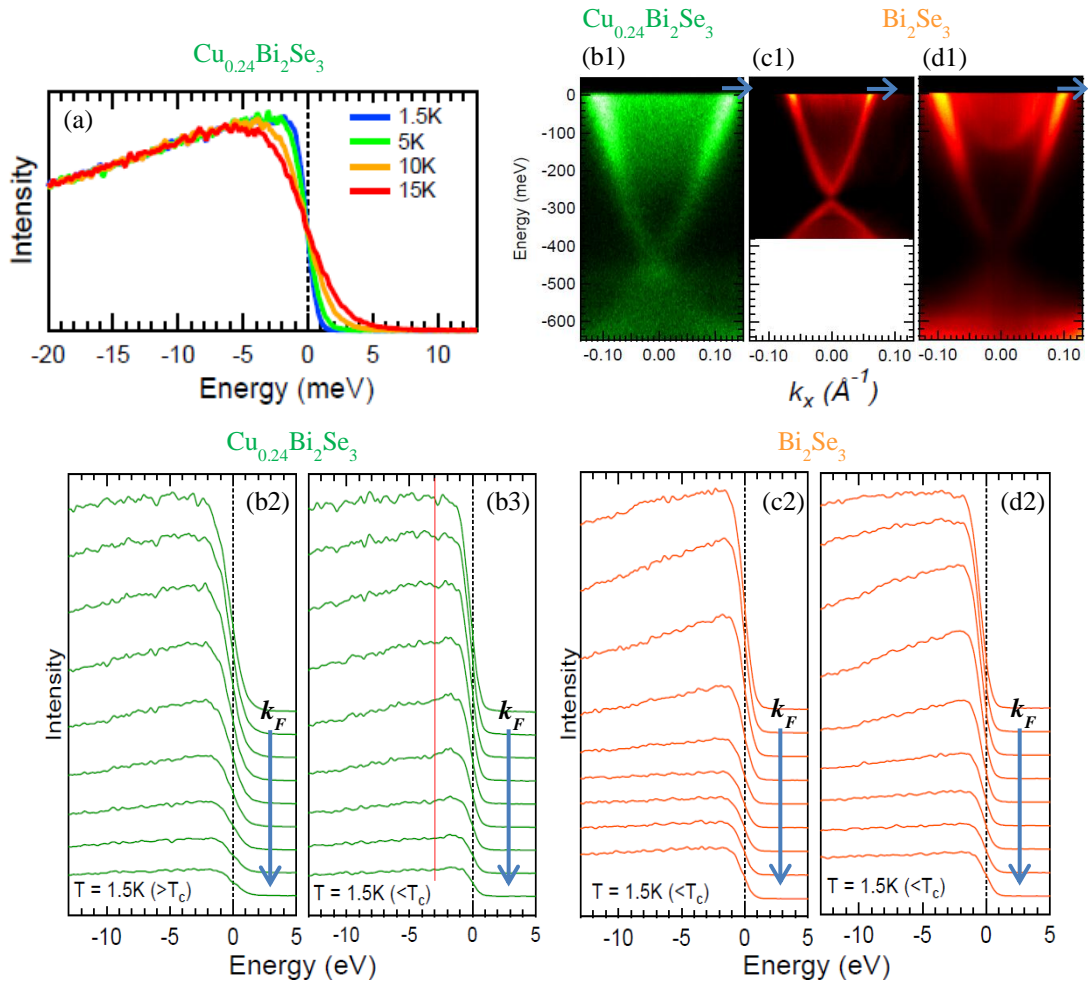 Cu0.24Bi2Se3
(a)
1.5K
5K
10K
15K
Intensity
-20 -15 -10 -5 0 5 10
Energy (meV)
Cu0.24Bi2Se3 Bi2Se3
(b1) (c1) (d1)
0
-100
-200
-300
-400
-500
-600
Energy (meV)
-0.10 0.00 0.10 -0.10 0.00 0.10 -0.10 0.00 0.10
kx (Å-1)
Cu0.24Bi2Se3
(b2) (b3)
Intensity
kF kF
T = 1.5K (>Tc) T = 1.5K (<Tc)
-10 -5 0 5 -10 -5 0 5
Energy (eV)
Bi2Se3
(c2) (d2)
Intensity
kF kF
T = 1.5K (<Tc) T = 1.5K (<Tc)
-10 -5 0 5 -10 -5 0 5
Energy (eV)